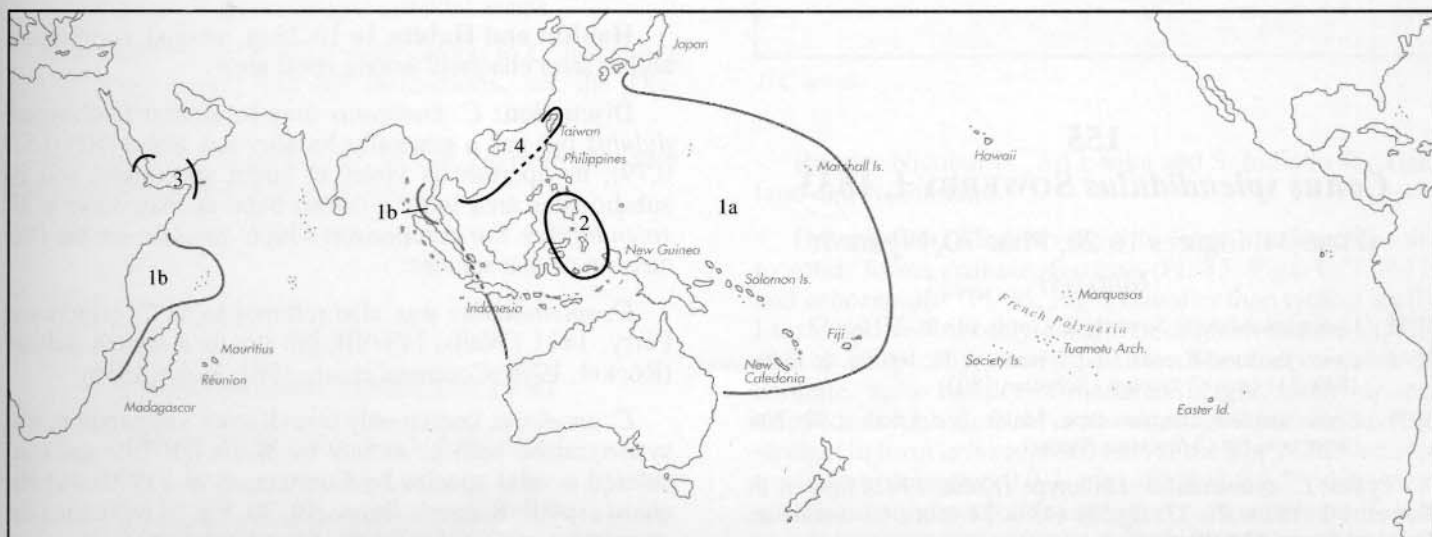 Japan
Taiwan
4
Philippines
Hawaii
Marshall Is.
3
1b
1a
2
New Guinea
1b
Solomon Is.
Marquesas
Indonesia
French Polynesia
Fiji
Tuamotu Arch.
Society Is.
Mauritius
New
Caledonia
Réunion
Madagascar
Easter Id.